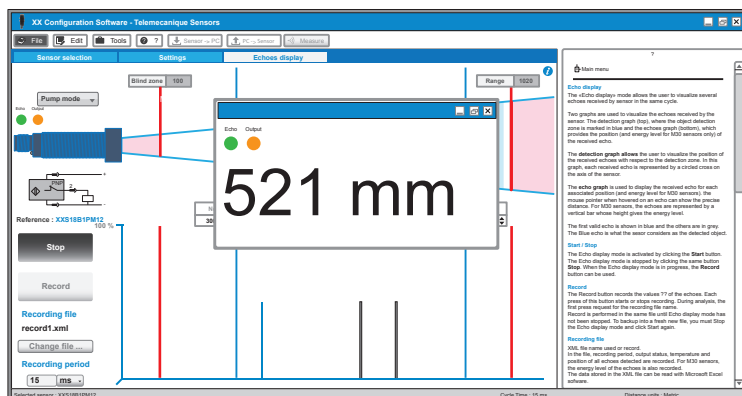 XX Configuration Software - Telemecanique Sensors
File Edit Tools ? Sensor -> PC PC -> Sensor Measure
Sensor selection Settings Echoes display
Blind zone 100 Range 1020
Pump mode
Echo Output
PNP
+
2
-
Reference : XXS18B1PM12
100 %
Stop
Record
Recording file
record1.xml
Change file ...
Recording period
15 ms
Echo Output
521 mm
?
Main menu
Echo display
The «Echo display» mode allows the user to visualize several
echoes received by sensor in the same cycle.
Two graphs are used to visualize the echoes received by the
sensor. The detection graph (top), where the object detection
zone is marked in blue and the echoes graph (bottom), which
provides the position (and energy level for M30 sensors only) of
the received echo.
The detection graph allows the user to visualize the position of
the received echoes with respect to the detection zone. In this
graph, each received echo is represented by a circled cross on
the axis of the sensor.
The echo graph is used to display the received echo for each
associated position (and energy level for M30 sensors). the
mouse pointer when hovered on an echo can show the precise
distance. For M30 sensors, the echoes are represented by a
vertical bar whose height gives the energy level.
The first valid echo is shown in blue and the others are in grey.
The Blue echo is what the sesor considers as the detected object.
Start / Stop
The Echo display mode is activated by clicking the Start button.
The Echo display mode is stopped by clicking the same button
Stop. When the Echo display mode is in progress, the Record
button can be used.
Record
The Record button records the values ?? of the echoes. Each
press of this button starts or stops recording. During analysis, the
first press request for the recording file name.
Record is performed in the same file until Echo display mode has
not been stopped. To backup into a fresh new file, you must Stop
the Echo display mode and click Start again.
Recording file
XML file name used or record.
In the file, recording period, output status, temperature and
position of all echoes detected are recorded. For M30 sensors,
the energy level of the echoes is also recorded.
The data stored in the XML file can be read with Microsoft Excel
software.
Selected sensor : XXS18B1PM12 Cycle Time : 15 ms Distance units : Metric